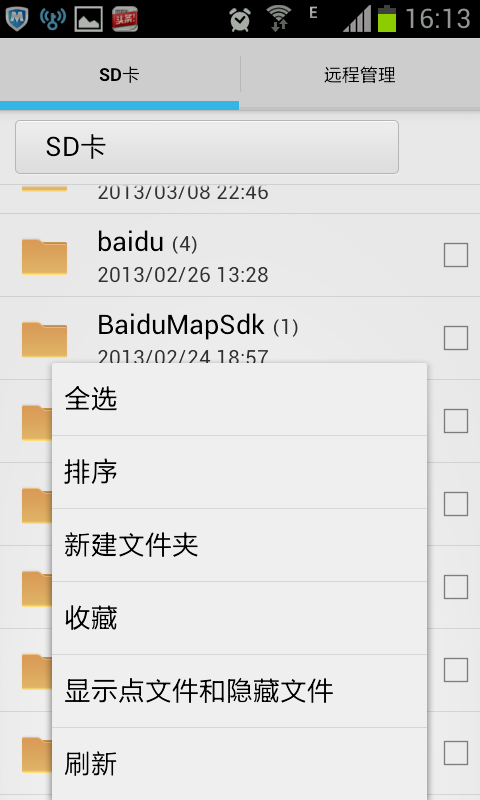 头条!
E
16:13
SD卡
远程管理
SD卡
2013/03/08 22:46
baidu (4)
2013/02/26 13:28
BaiduMapSdk (1)
2013/02/24 18:57
全选
排序
新建文件夹
收藏
显示点文件和隐藏文件
刷新